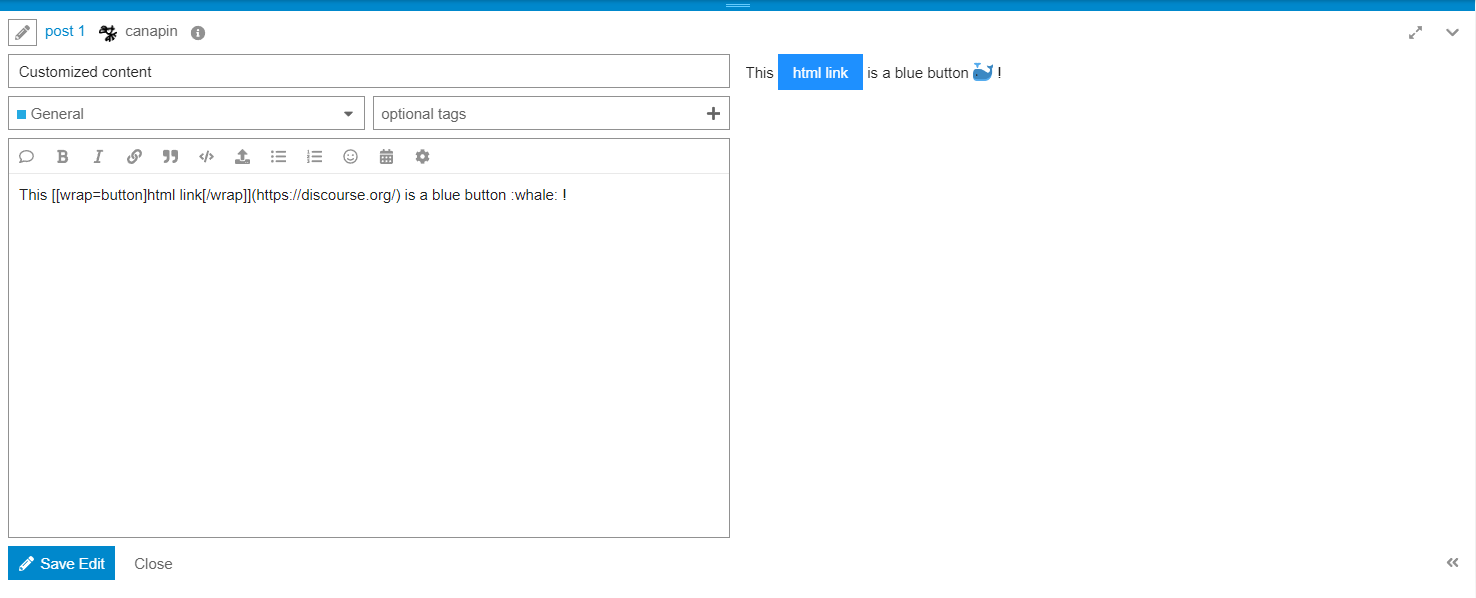 post 1 canapin
Customized content
General
optional tags
This [[wrap=button]html link[/wrap]](https://discourse.org/) is a blue button :whale: !
Save Edit Close
This html link is a blue button !